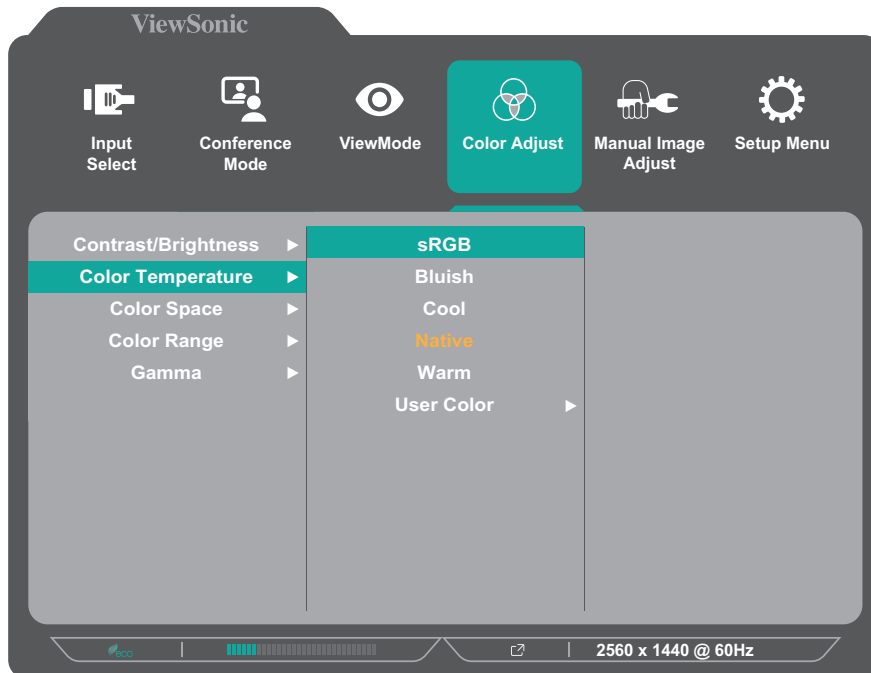 ViewSonic
Input
Select
Conference
Mode
ViewMode
Color Adjust
Manual Image
Adjust
Setup Menu
Contrast/Brightness
Color Temperature
Color Space
Color Range
Gamma
sRGB
Bluish
Cool
Native
Warm
User Color
eco
2560 x 1440 @ 60Hz